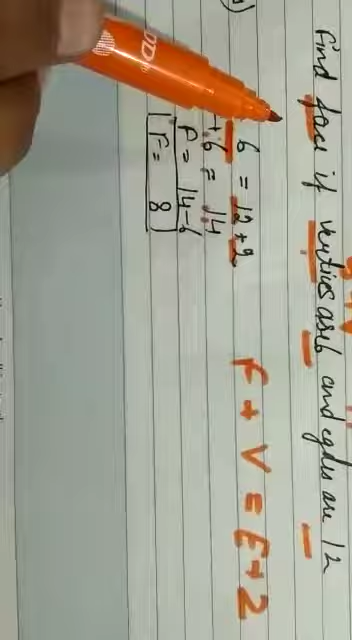 Find face if vertices are 6 and edges are 12
6 = 12 + 2
+ 6 = 14
F = 14 - 6
F = 8
F + V = E + 2